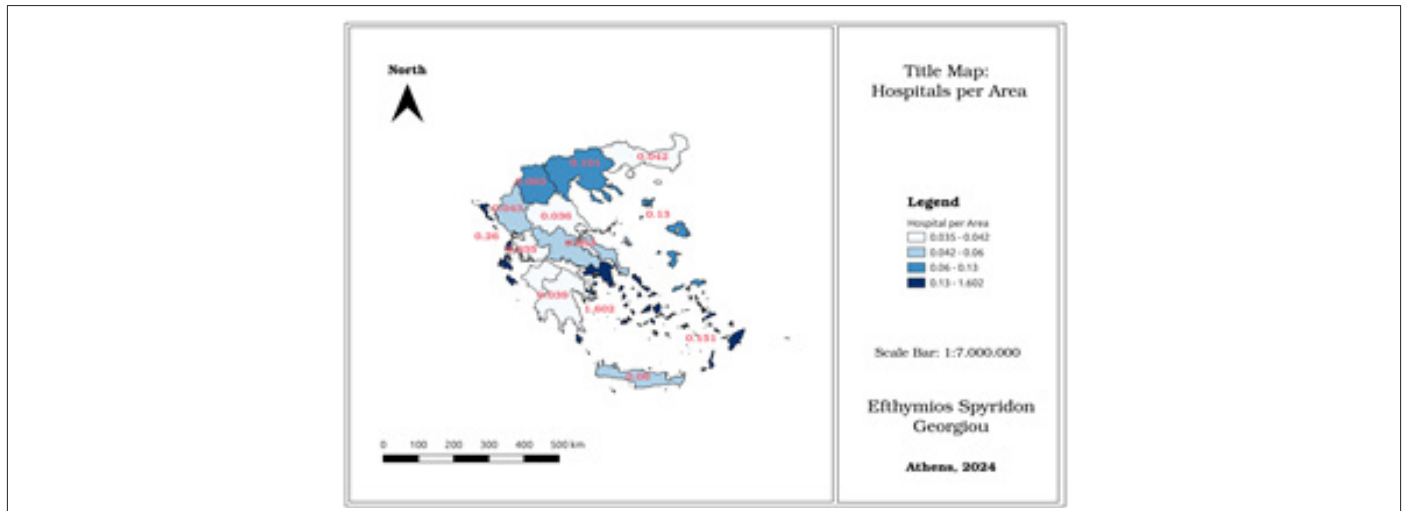 North
0.042
0.13
0.036
0.26
1.602
0.151
0 100 200 300 400 500 km
Title Map:
Hospitals per Area
Legend
Hospital per Area
0.035 - 0.042
0.042 - 0.06
0.06 - 0.13
0.13 - 1.602
Scale Bar: 1:7.000.000
Efthymios Spyridon
Georgiou
Athens, 2024